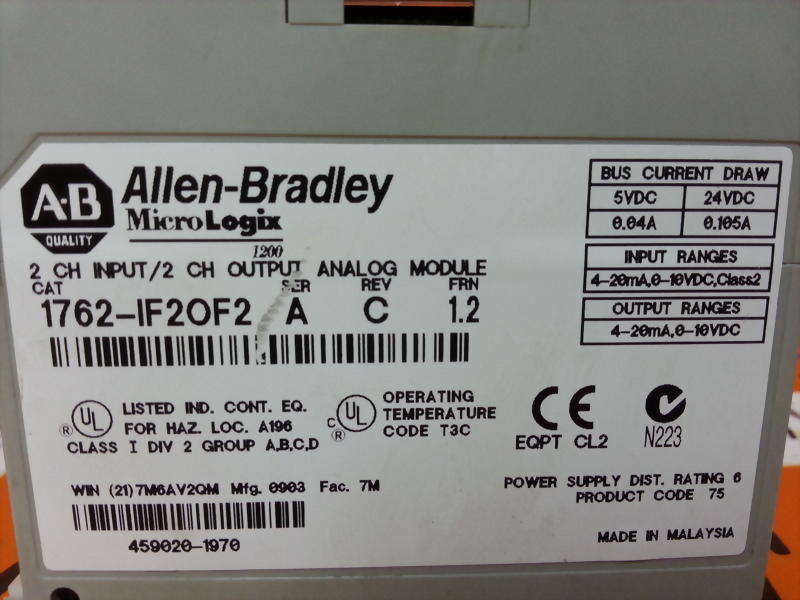 A-B
QUALITY
Allen-Bradley
MicroLogix
1200
2 CH INPUT/2 CH OUTPUT ANALOG MODULE
CAT SER REV FRN
1762-IF2OF2 A C 1.2
BUS CURRENT DRAW
5VDC 24VDC
0.04A 0.105A
INPUT RANGES
4-20mA,0-10VDC,Class2
OUTPUT RANGES
4-20mA,0-10VDC
UL
®
LISTED IND. CONT. EQ.
FOR HAZ. LOC. A196
CLASS I DIV 2 GROUP A,B,C,D
c UL
®
OPERATING
TEMPERATURE
CODE T3C
CE
EQPT CL2
N223
WIN (21)7M6AV2QM Mfg. 0903 Fac. 7M
459020-1970
POWER SUPPLY DIST. RATING 6
PRODUCT CODE 75
MADE IN MALAYSIA